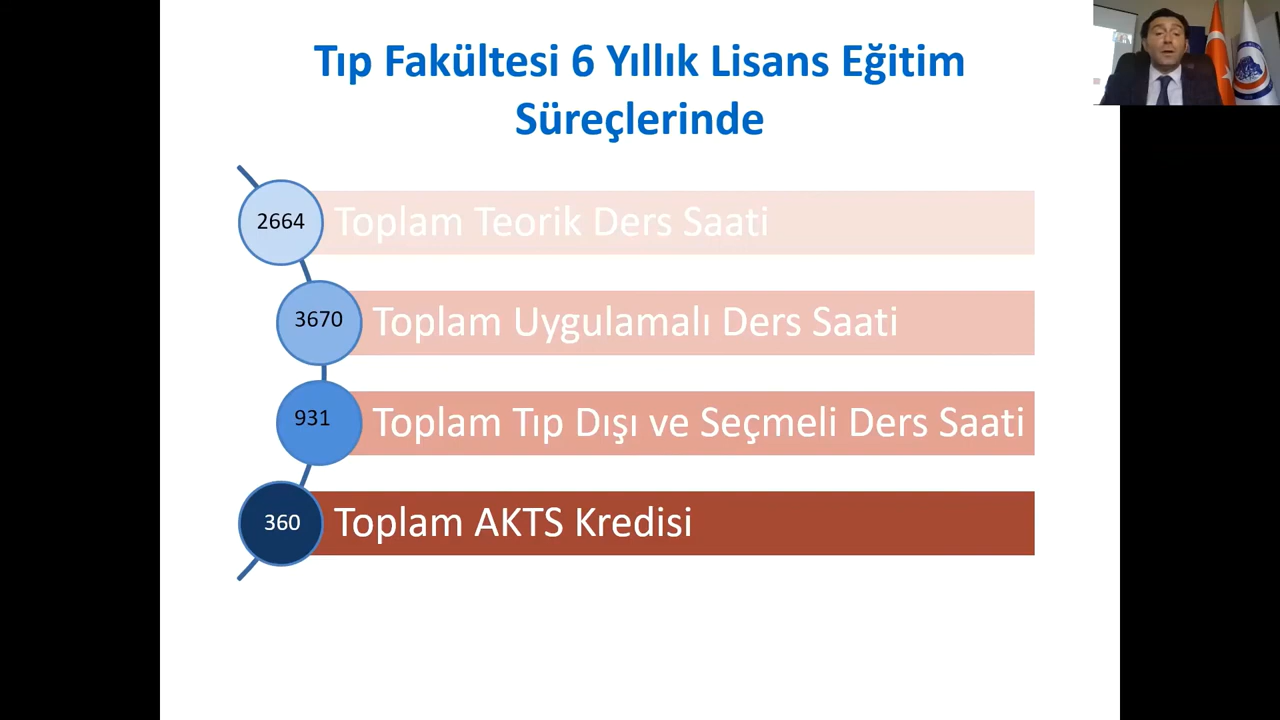 Tıp Fakültesi 6 Yıllık Lisans Eğitim
Süreçlerinde
2664 Toplam Teorik Ders Saati
3670 Toplam Uygulamalı Ders Saati
931 Toplam Tıp Dışı ve Seçmeli Ders Saati
360 Toplam AKTS Kredisi